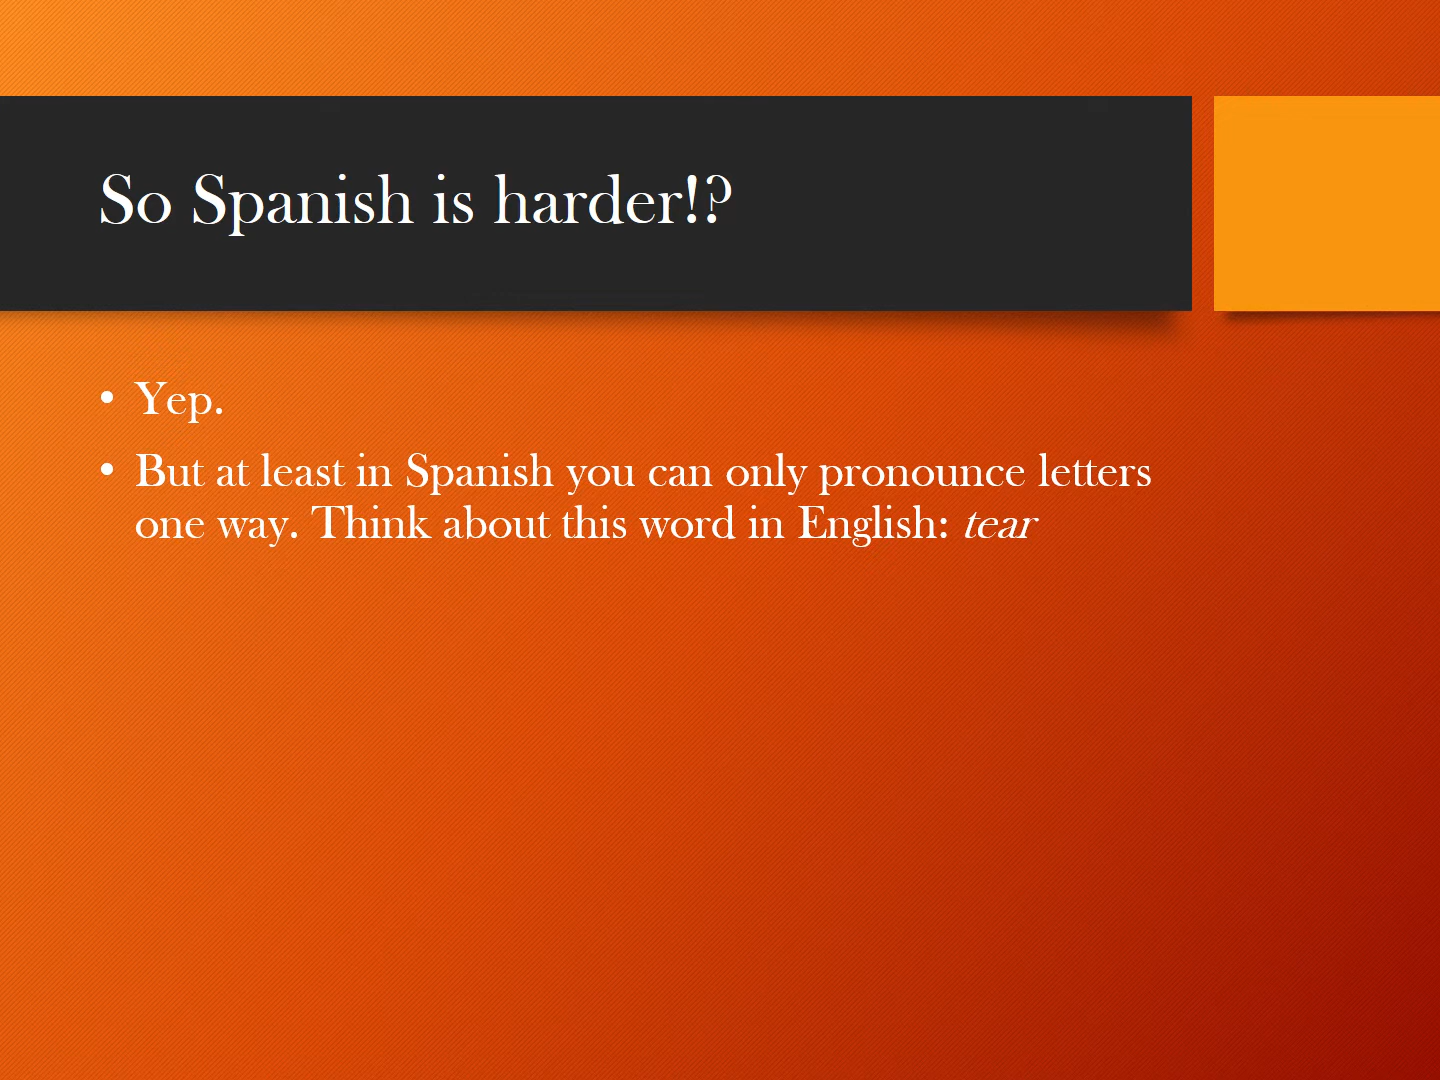 So Spanish is harder!?
• Yep.
• But at least in Spanish you can only pronounce letters
one way. Think about this word in English: tear